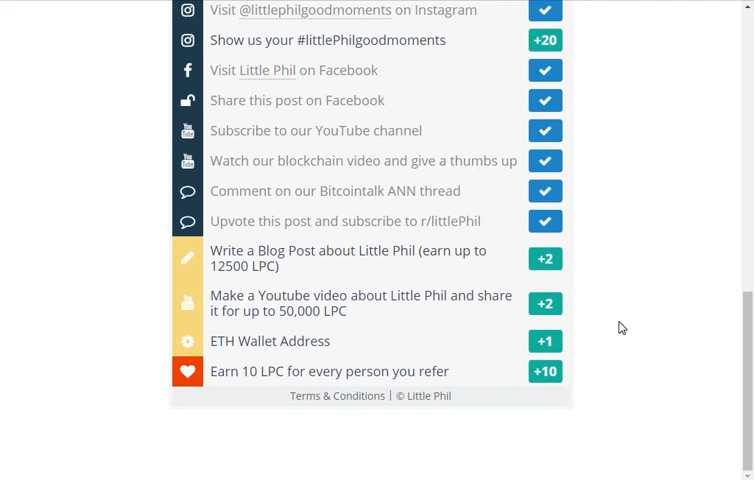 Visit @littlephilgoodmoments on Instagram
Show us your #littlePhilgoodmoments +20
Visit Little Phil on Facebook
Share this post on Facebook
Subscribe to our YouTube channel
Watch our blockchain video and give a thumbs up
Comment on our Bitcointalk ANN thread
Upvote this post and subscribe to r/littlePhil
Write a Blog Post about Little Phil (earn up to
12500 LPC) +2
Make a Youtube video about Little Phil and share
it for up to 50,000 LPC +2
ETH Wallet Address +1
Earn 10 LPC for every person you refer +10
Terms & Conditions | © Little Phil